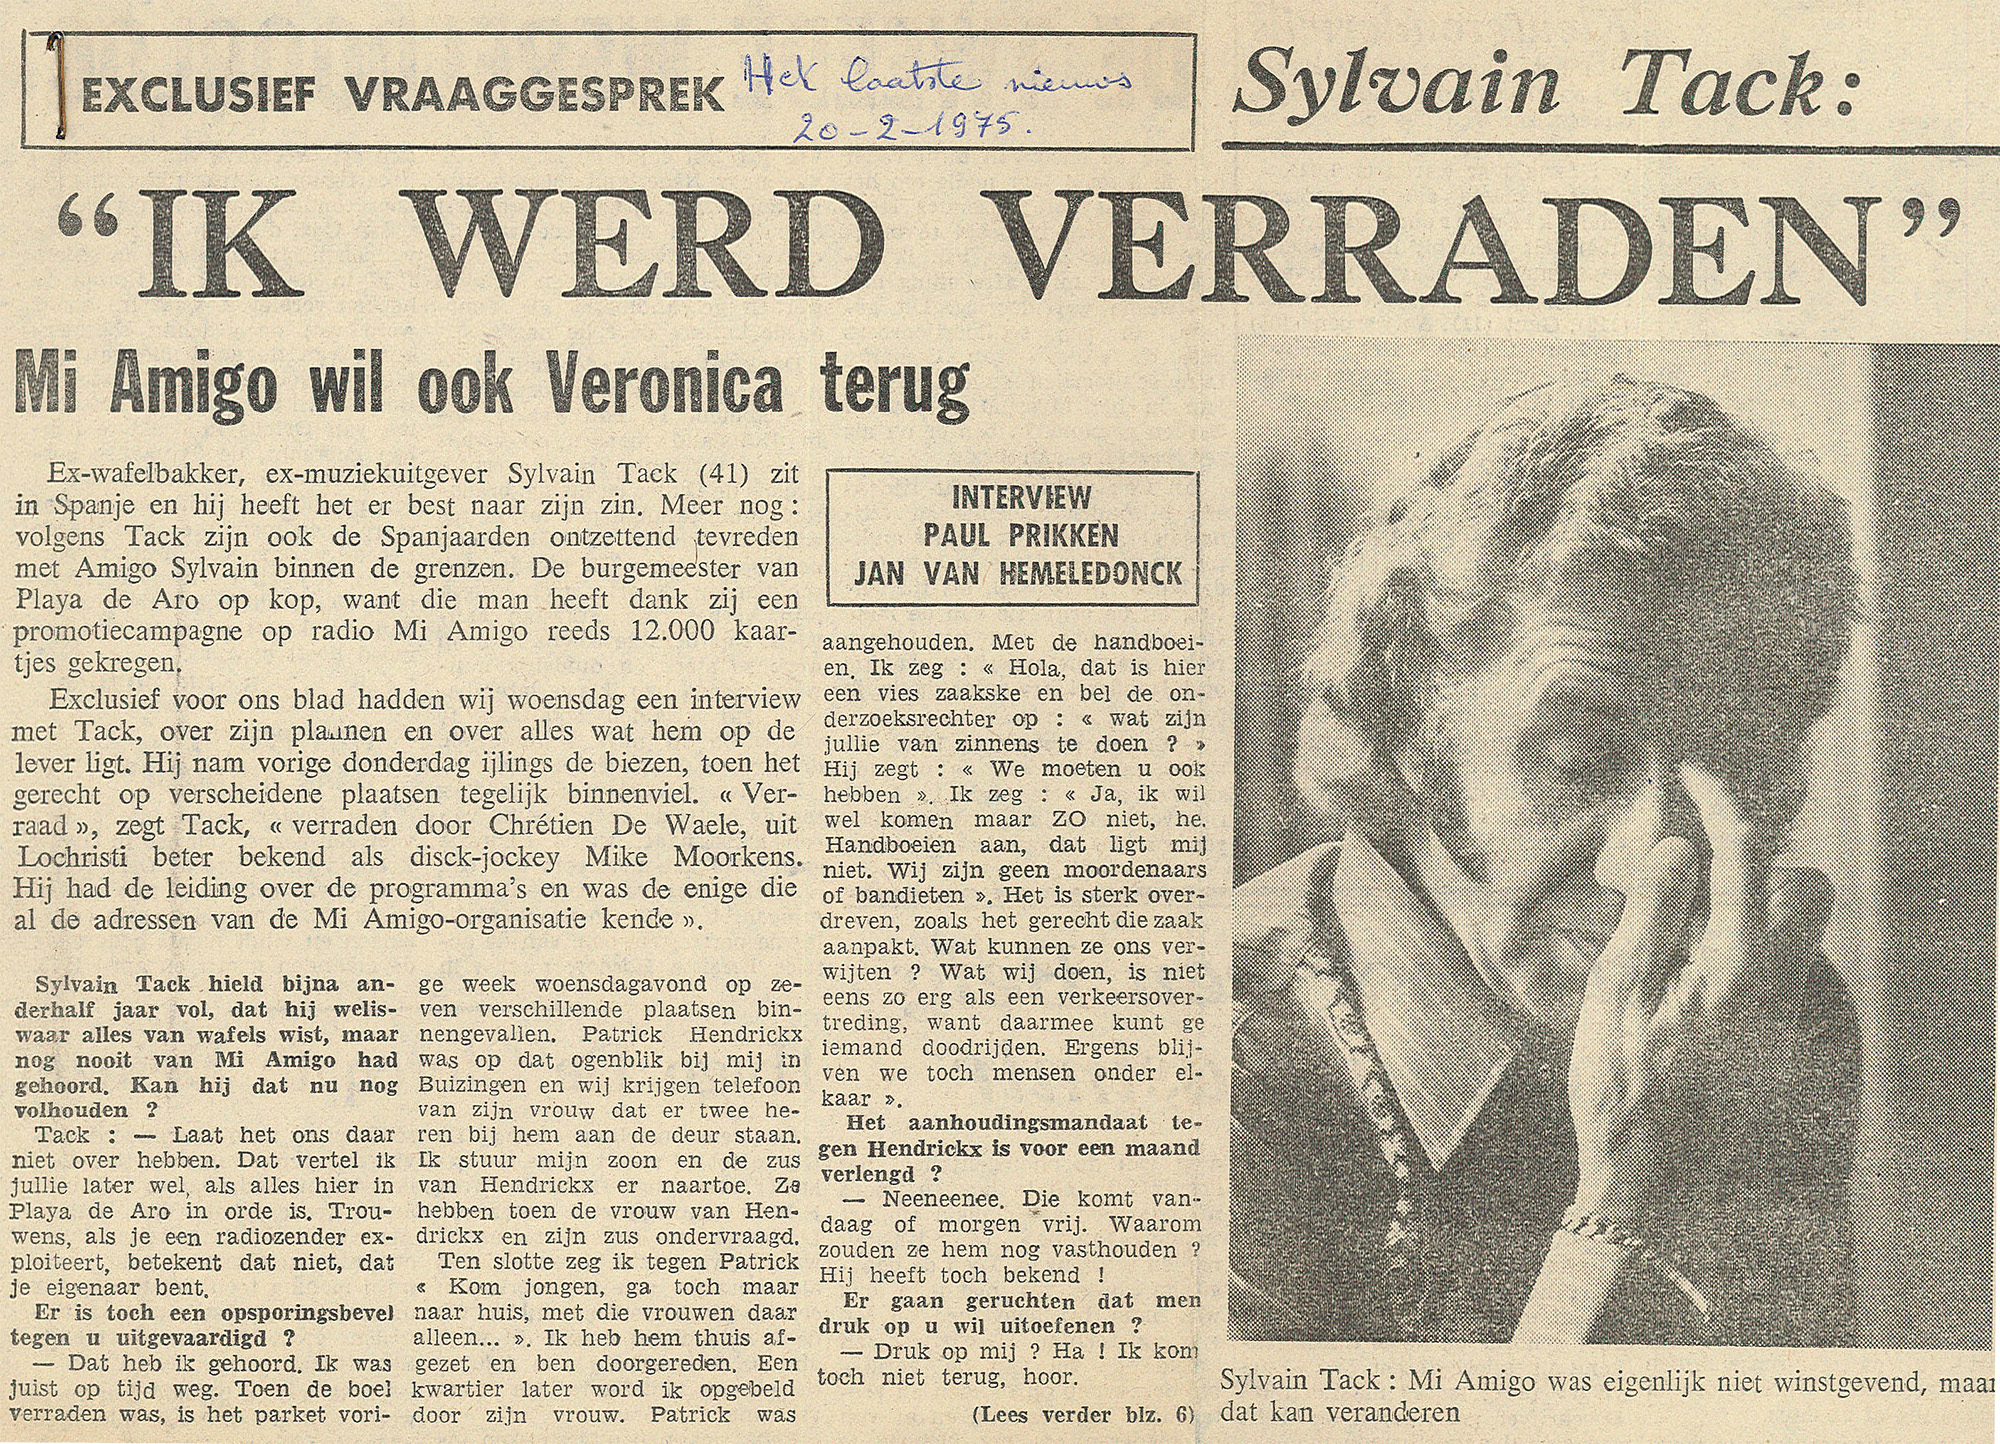 EXCLUSIEF VRAAGGESPREK
Het laatste nieuws
20-2-1975.
Sylvain Tack:
“IK WERD VERRADEN”
Mi Amigo wil ook Veronica terug
Ex-wafelbakker, ex-muziekuitgever Sylvain Tack (41) zit
in Spanje en hij heeft het er best naar zijn zin. Meer nog :
volgens Tack zijn ook de Spanjaarden ontzettend tevreden
met Amigo Sylvain binnen de grenzen. De burgemeester van
Playa de Aro op kop, want die man heeft dank zij een
promotiecampagne op radio Mi Amigo reeds 12.000 kaar-
tjes gekregen.
Exclusief voor ons blad hadden wij woensdag een interview
met Tack, over zijn plannen en over alles wat hem op de
lever ligt. Hij nam vorige donderdag ijlings de biezen, toen het
gerecht op verscheidene plaatsen tegelijk binnenviel. « Ver-
raad », zegt Tack, « verraden door Chrétien De Waele, uit
Lochristi beter bekend als disck-jockey Mike Moorkens.
Hij had de leiding over de programma’s en was de enige die
al de adressen van de Mi Amigo-organisatie kende ».
Sylvain Tack hield bijna an-
derhalf jaar vol, dat hij welis-
waar alles van wafels wist, maar
nog nooit van Mi Amigo had
gehoord. Kan hij dat nu nog
volhouden ?
Tack : — Laat het ons daar
niet over hebben. Dat vertel ik
jullie later wel, als alles hier in
Playa de Aro in orde is. Trou-
wens, als je een radiozender ex-
ploiteert, betekent dat niet, dat
je eigenaar bent.
Er is toch een opsporingsbevel
tegen u uitgevaardigd ?
— Dat heb ik gehoord. Ik was
juist op tijd weg. Toen de boel
verraden was, is het parket vori-
ge week woensdagavond op ze-
ven verschillende plaatsen bin-
nengevallen. Patrick Hendrickx
was op dat ogenblik bij mij in
Buizingen en wij krijgen telefoon
van zijn vrouw dat er twee he-
ren bij hem aan de deur staan.
Ik stuur mijn zoon en de zus
van Hendrickx er naartoe. Ze
hebben toen de vrouw van Hen-
drickx en zijn zus ondervraagd.
Ten slotte zeg ik tegen Patrick
« Kom jongen, ga toch maar
naar huis, met die vrouwen daar
alleen... ». Ik heb hem thuis af-
gezet en ben doorgereden. Een
kwartier later word ik opgebeld
door zijn vrouw. Patrick was
INTERVIEW
PAUL PRIKKEN
JAN VAN HEMELEDONCK
aangehouden. Met de handboei-
en. Ik zeg : « Hola, dat is hier
een vies zaakske en bel de on-
derzoeksrechter op : « wat zijn
jullie van zinnens te doen ? »
Hij zegt : « We moeten u ook
hebben ». Ik zeg : « Ja, ik wil
wel komen maar ZO niet, he.
Handboeien aan, dat ligt mij
niet. Wij zijn geen moordenaars
of bandieten ». Het is sterk over-
dreven, zoals het gerecht die zaak
aanpakt. Wat kunnen ze ons ver-
wijten ? Wat wij doen, is niet
eens zo erg als een verkeersover-
treding, want daarmee kunt ge
iemand doodrijden. Ergens blij-
ven we toch mensen onder el-
kaar ».
Het aanhoudingsmandaat te-
gen Hendrickx is voor een maand
verlengd ?
— Neeneenee. Die komt van-
daag of morgen vrij. Waarom
zouden ze hem nog vasthouden ?
Hij heeft toch bekend !
Er gaan geruchten dat men
druk op u wil uitoefenen ?
— Druk op mij ? Ha ! Ik kom
toch niet terug, hoor.
(Lees verder blz. 6)
Sylvain Tack : Mi Amigo was eigenlijk niet winstgevend, maar
dat kan veranderen